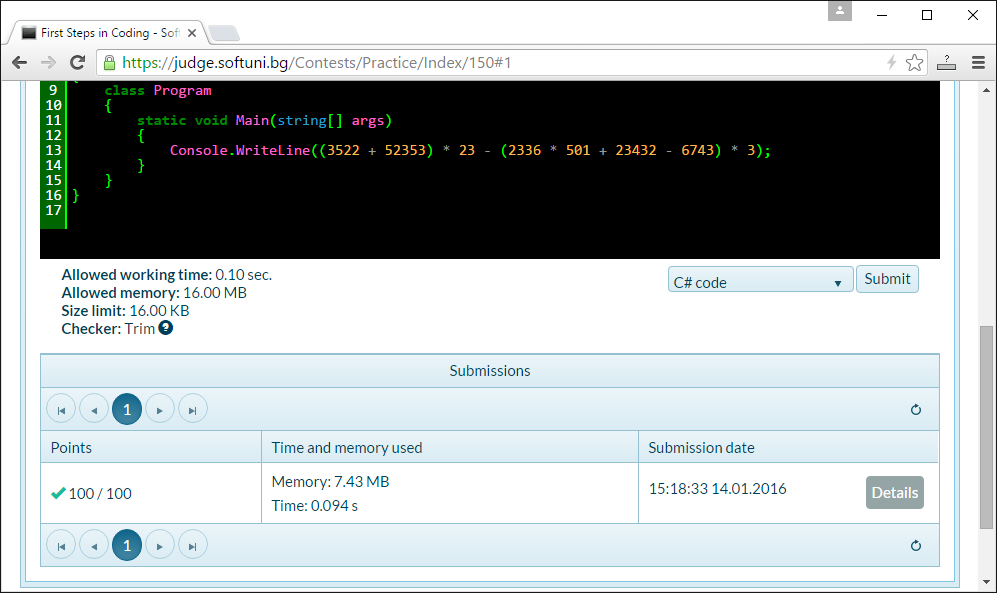 First Steps in Coding - Sof
https://judge.softuni.bg/Contests/Practice/Index/150#1
9 class Program
10 {
11 static void Main(string[] args)
12 {
13 Console.WriteLine((3522 + 52353) * 23 - (2336 * 501 + 23432 - 6743) * 3);
14 }
15 }
16 }
17
Allowed working time: 0.10 sec.
Allowed memory: 16.00 MB
Size limit: 16.00 KB
Checker: Trim ?
C# code
Submit
Submissions
1
Points Time and memory used Submission date
100 / 100
Memory: 7.43 MB
Time: 0.094 s
15:18:33 14.01.2016
Details
1